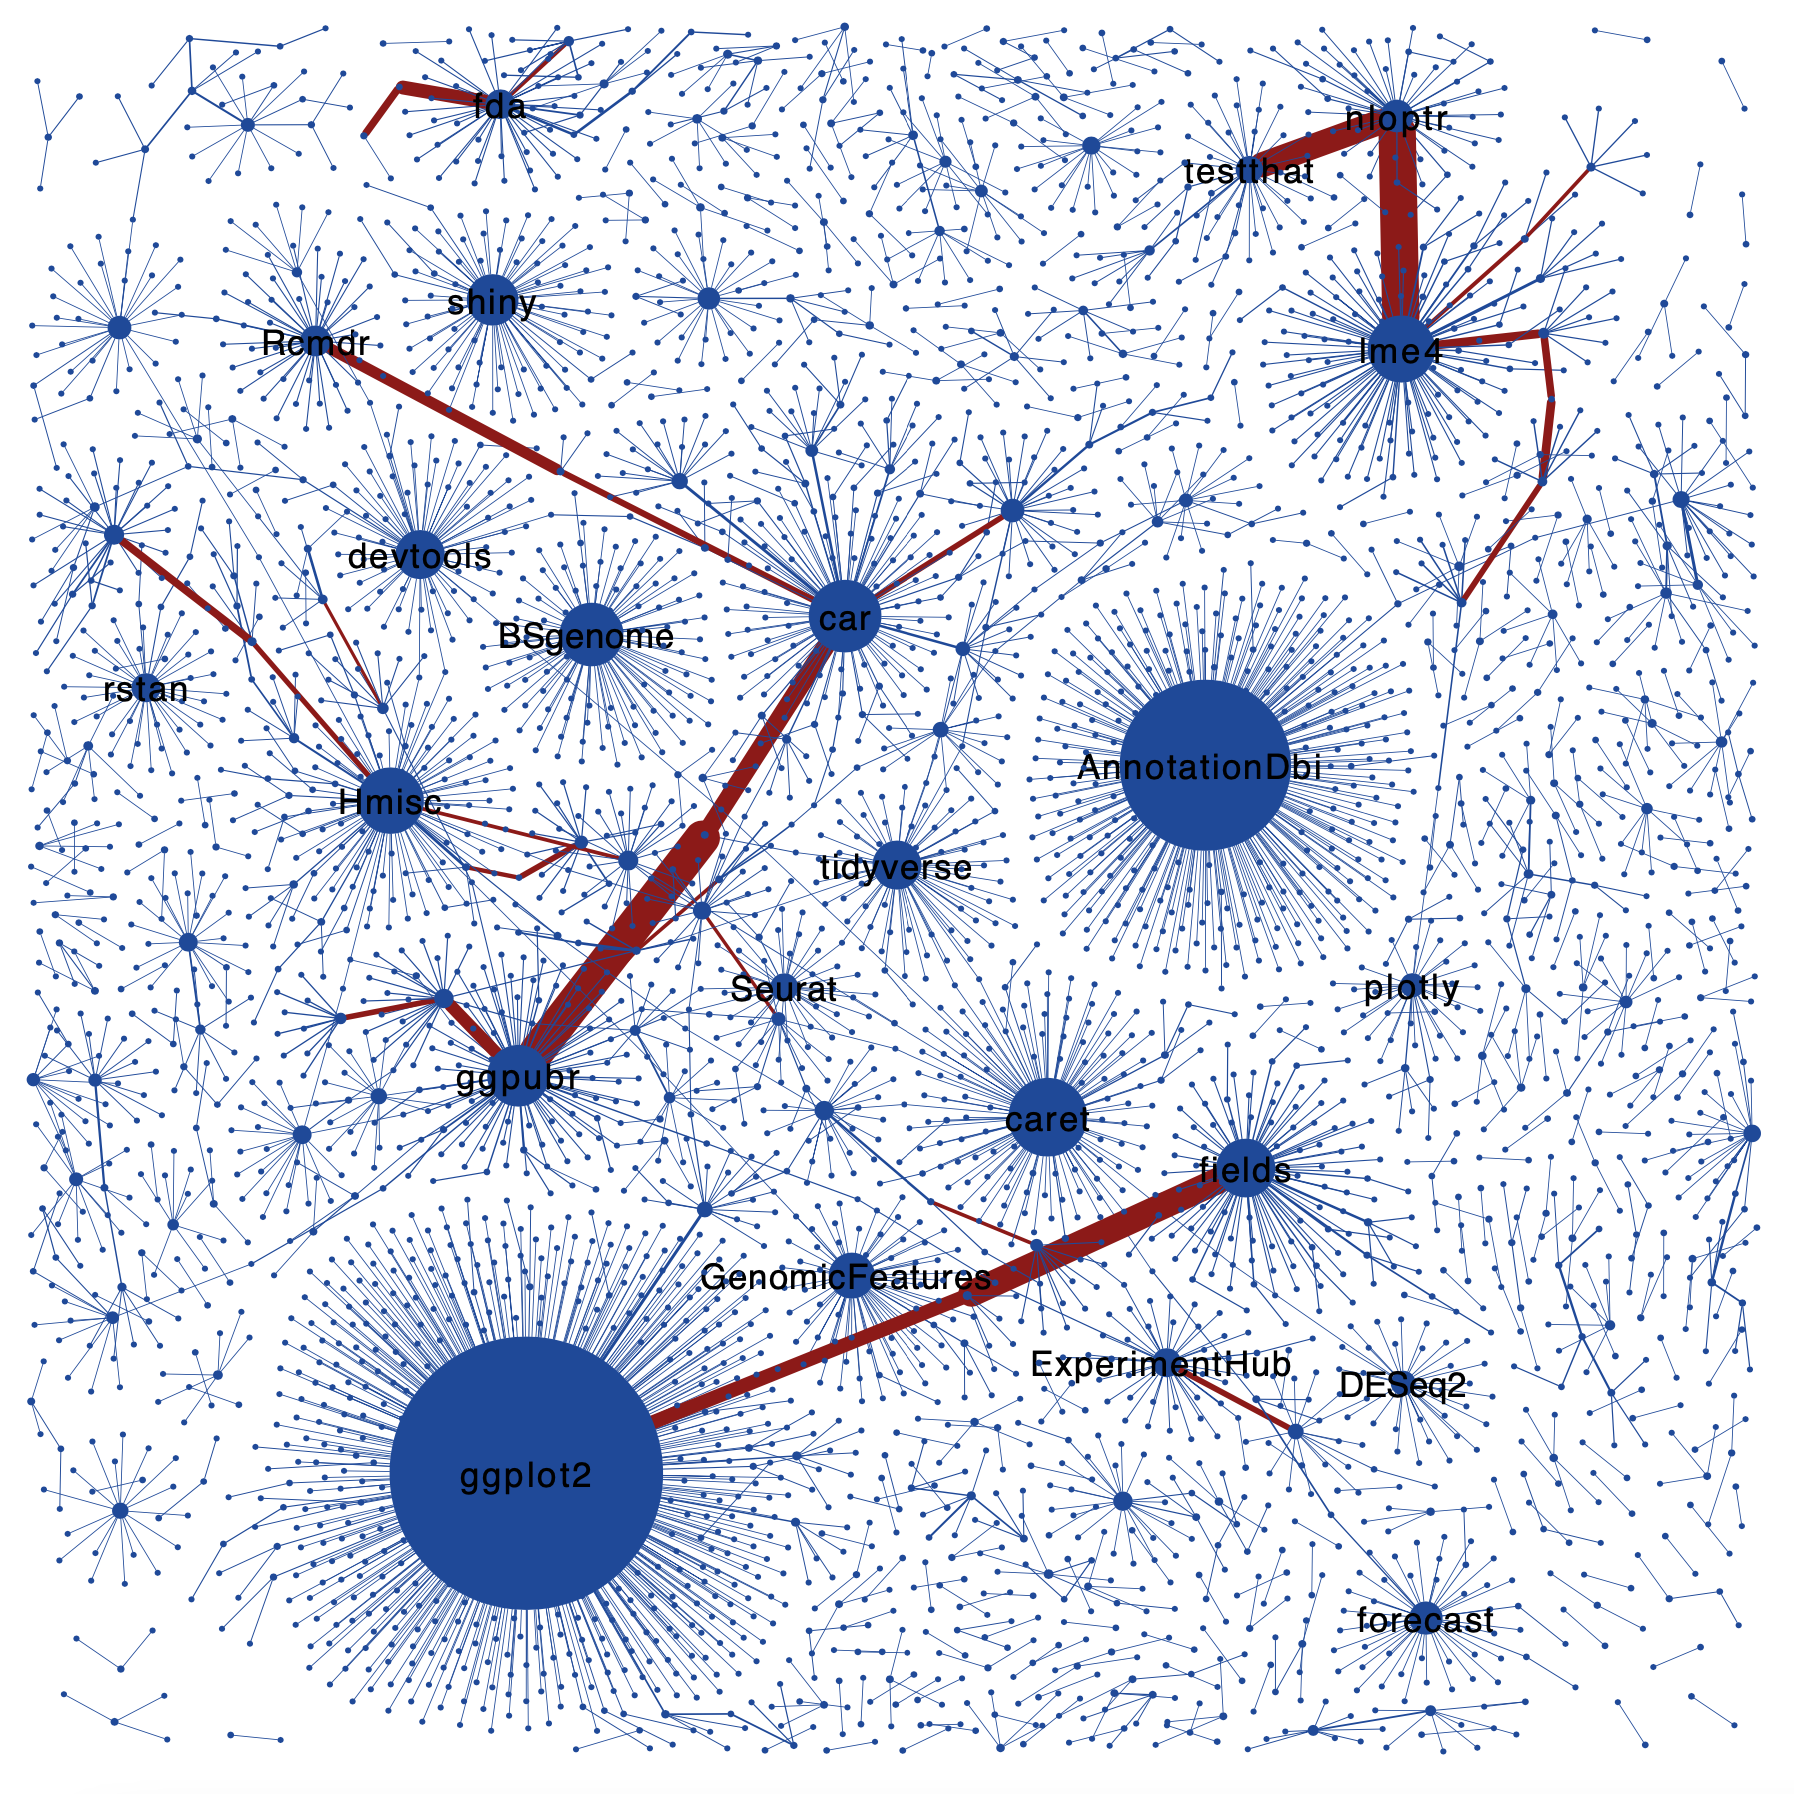 fda
nloptr
testthat
shiny
Rcmdr
lme4
devtools
car
BSgenome
rstan
AnnotationDbi
Hmisc
tidyverse
Seurat
plotly
ggpubr
caret
fields
GenomicFeatures
ExperimentHub
DESeq2
ggplot2
forecast